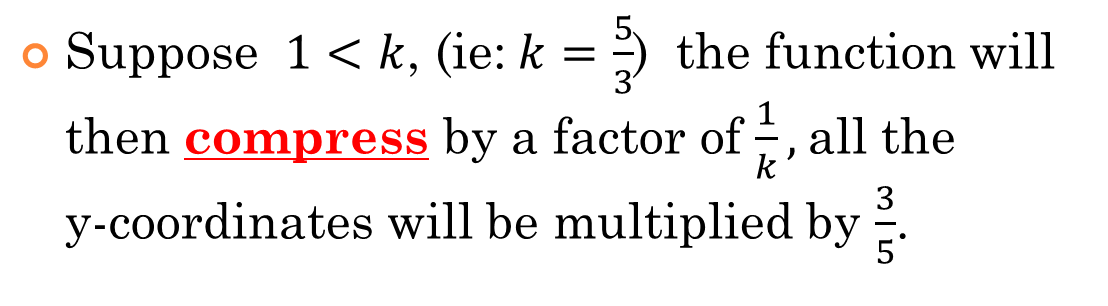 Suppose 1 < k, (ie: k = 5/3) the function will
then compress by a factor of 1/k, all the
y-coordinates will be multiplied by 3/5.